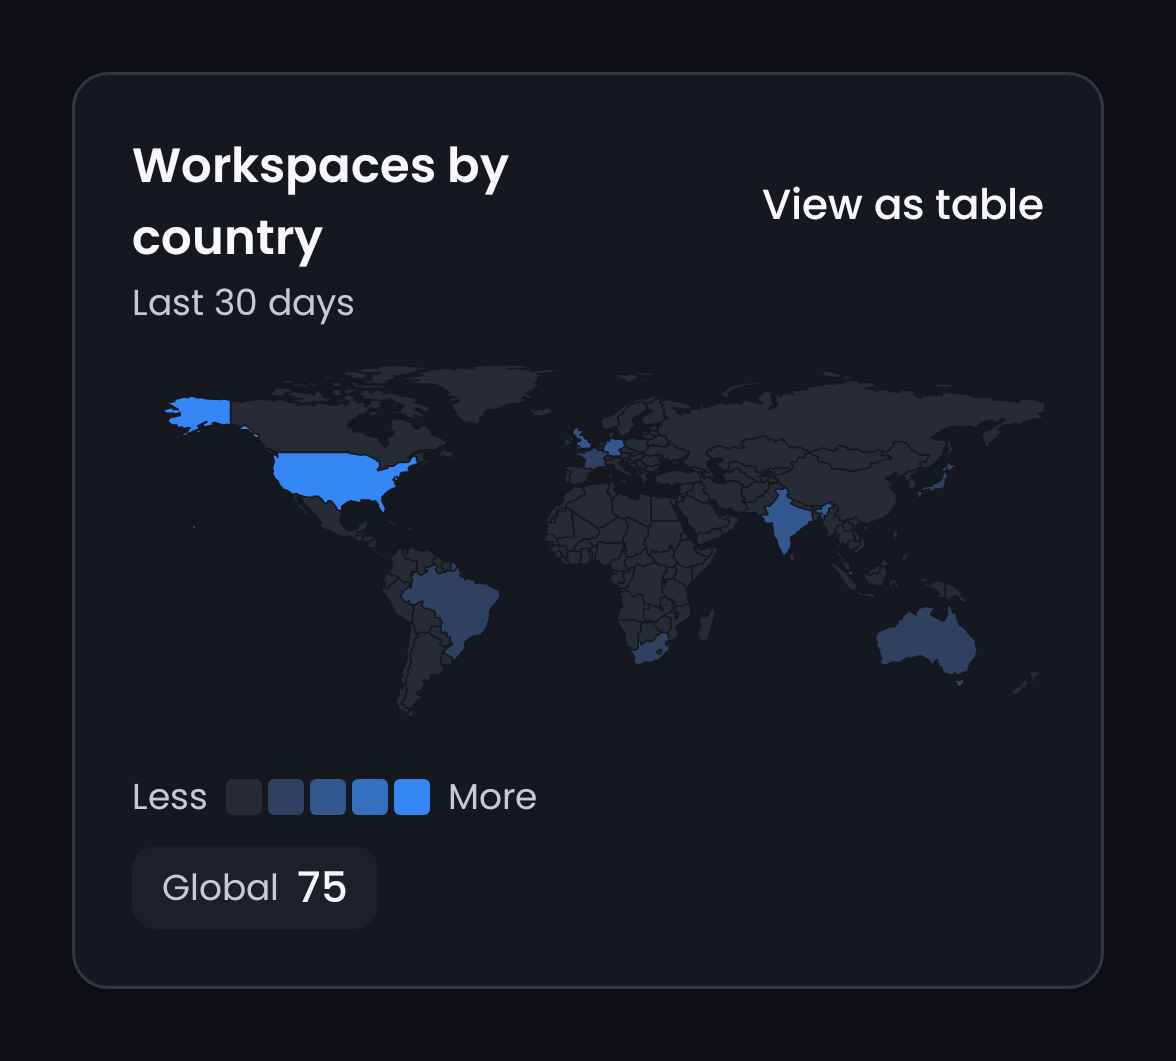 Workspaces by
country
View as table
Last 30 days
Less
More
Global 75